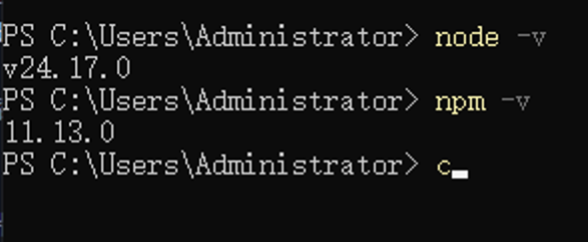 PS C:\Users\Administrator> node -v
v24.17.0
PS C:\Users\Administrator> npm -v
11.13.0
PS C:\Users\Administrator> c